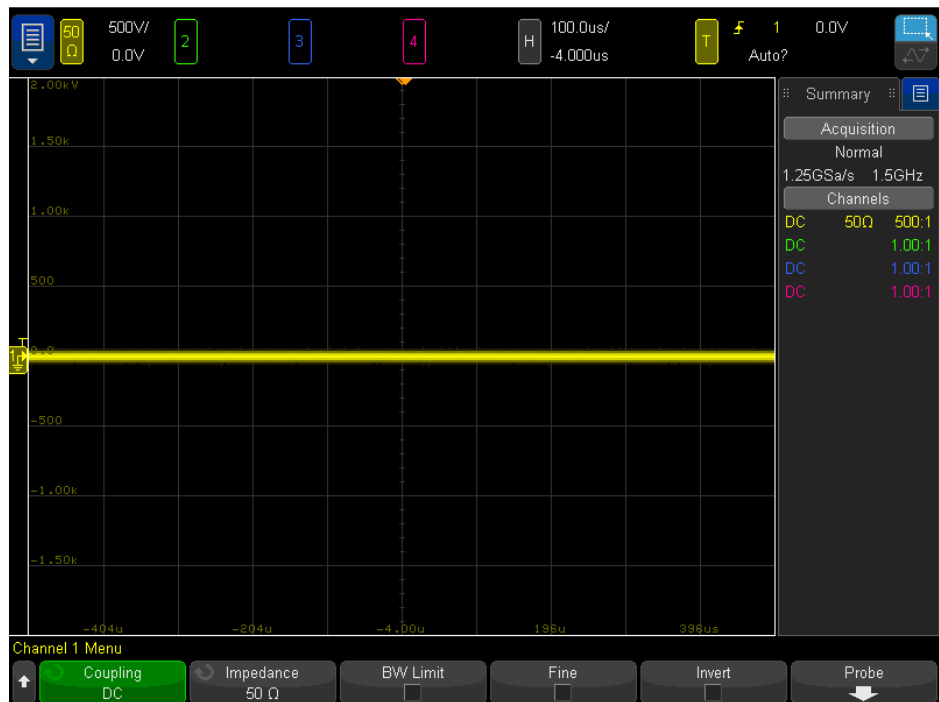 50 Ω 500V/ 0.0V 2 3 4 H 100.0us/ -4.000us T 1 0.0V Auto?
2.00kV
1.50k
1.00k
500
0.0
-500
-1.00k
-1.50k
-404u -204u -4.00u 196u 396us
T
1
Summary
Acquisition
Normal
1.25GSa/s 1.5GHz
Channels
DC 50Ω 500:1
DC 1.00:1
DC 1.00:1
DC 1.00:1
Channel 1 Menu
Coupling Impedance BW Limit Fine Invert Probe
DC 50 Ω